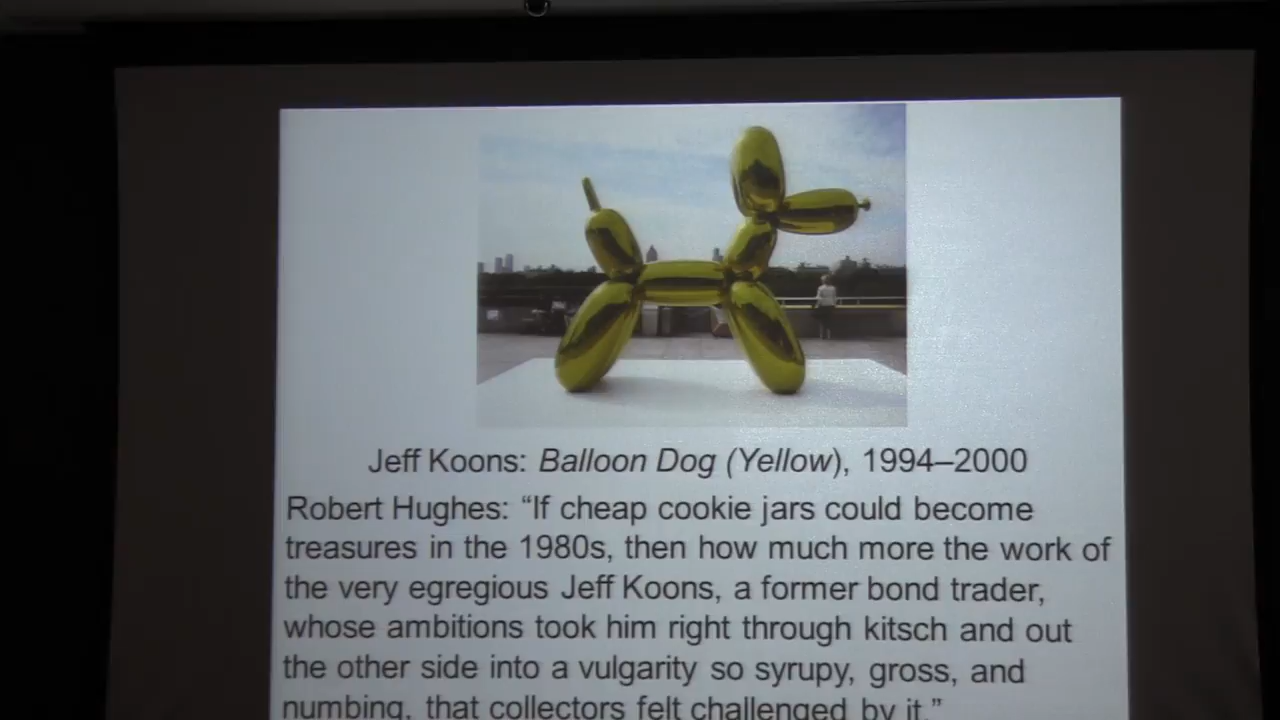 Jeff Koons: Balloon Dog (Yellow), 1994–2000
Robert Hughes: “If cheap cookie jars could become
treasures in the 1980s, then how much more the work of
the very egregious Jeff Koons, a former bond trader,
whose ambitions took him right through kitsch and out
the other side into a vulgarity so syrupy, gross, and
numbing, that collectors felt challenged by it.”